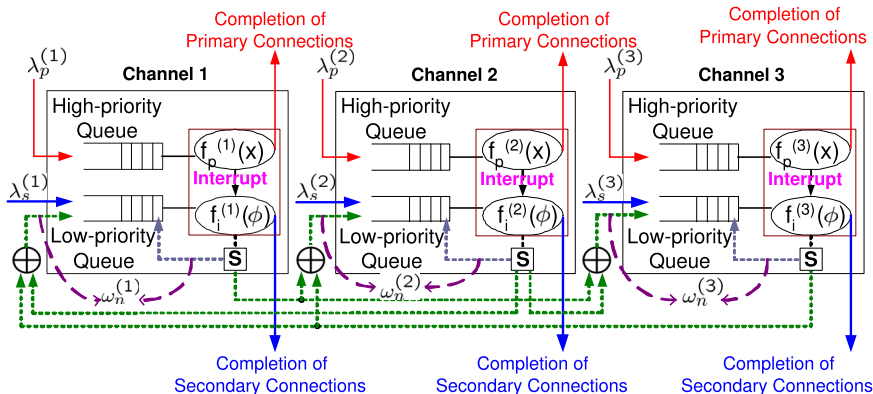 Completion of
Primary Connections
Completion of
Primary Connections
Completion of
Primary Connections
λ_p^(1)
Channel 1
λ_p^(2)
Channel 2
λ_p^(3)
Channel 3
High-priority
Queue
f_p^(1)(x)
High-priority
Queue
f_p^(2)(x)
High-priority
Queue
f_p^(3)(x)
Interrupt
Interrupt
Interrupt
λ_s^(1)
λ_s^(2)
λ_s^(3)
f_i^(1)(ϕ)
f_i^(2)(ϕ)
f_i^(3)(ϕ)
Low-priority
Queue
S
Low-priority
Queue
S
Low-priority
Queue
S
ω_n^(1)
ω_n^(2)
ω_n^(3)
Completion of
Secondary Connections
Completion of
Secondary Connections
Completion of
Secondary Connections